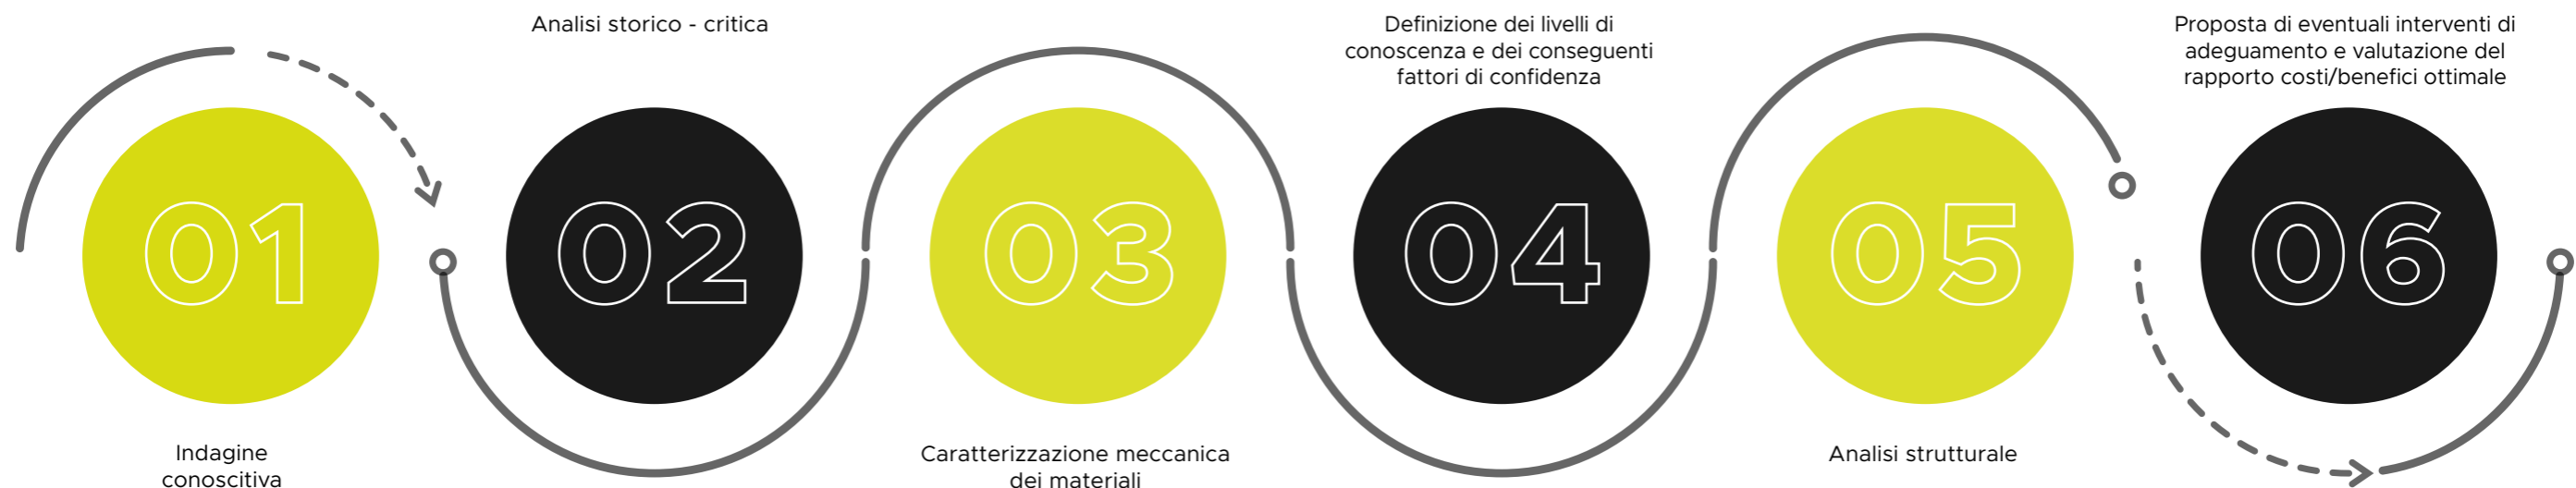 01
Indagine
conoscitiva
Analisi storico - critica
02
03
Caratterizzazione meccanica
dei materiali
Definizione dei livelli di
conoscenza e dei conseguenti
fattori di confidenza
04
05
Analisi strutturale
Proposta di eventuali interventi di
adeguamento e valutazione del
rapporto costi/benefici ottimale
06